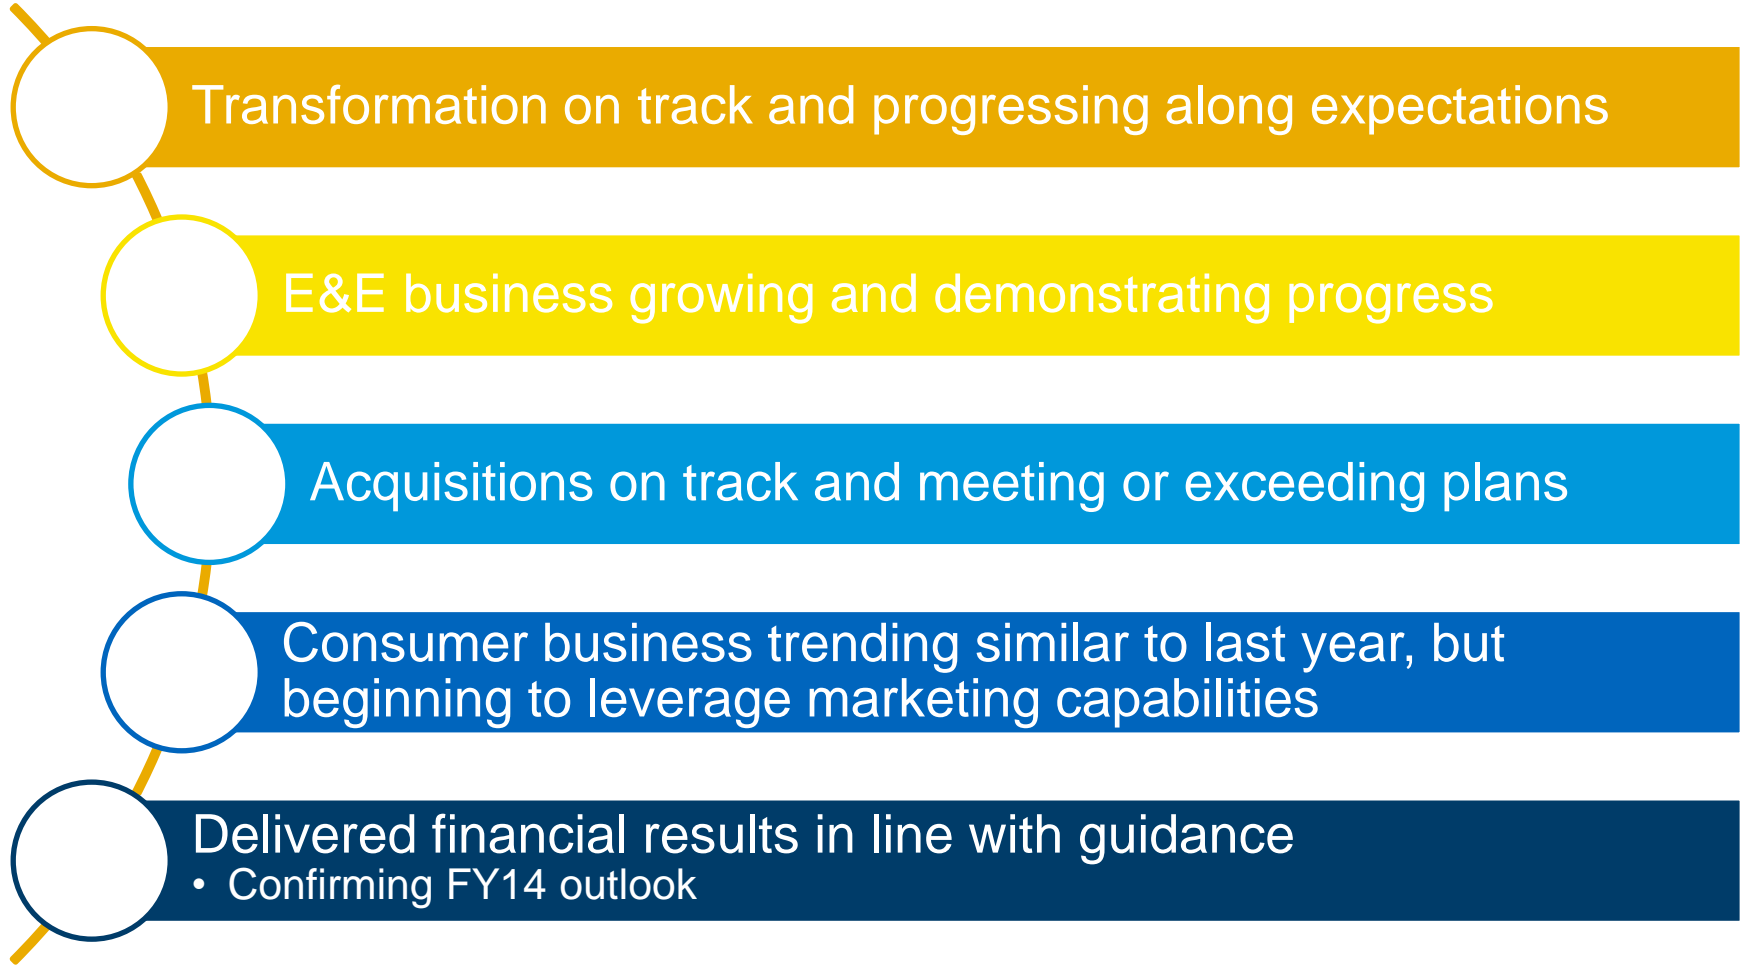 Transformation on track and progressing along expectations
E&E business growing and demonstrating progress
Acquisitions on track and meeting or exceeding plans
Consumer business trending similar to last year, but
beginning to leverage marketing capabilities
Delivered financial results in line with guidance
• Confirming FY14 outlook